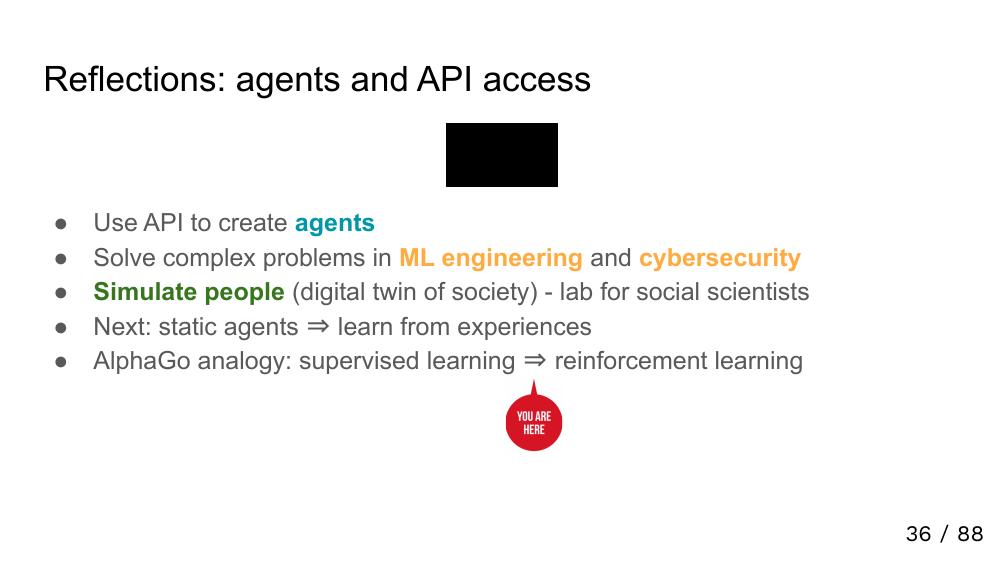 Reflections: agents and API access
● Use API to create agents
● Solve complex problems in ML engineering and cybersecurity
● Simulate people (digital twin of society) - lab for social scientists
● Next: static agents ⇒ learn from experiences
● AlphaGo analogy: supervised learning ⇒ reinforcement learning
YOU ARE
HERE
36 / 88